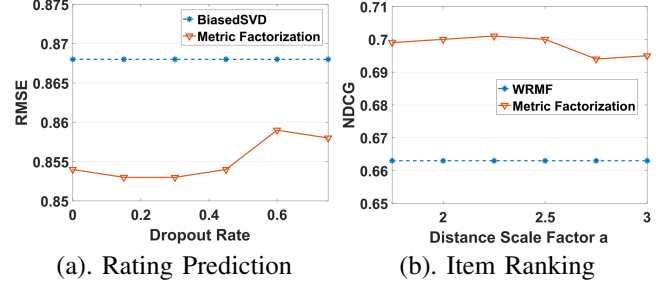 0.875
0.87
0.865
0.86
0.855
0.85
RMSE
BiasedSVD
Metric Factorization
0 0.2 0.4 0.6
Dropout Rate
(a). Rating Prediction
0.7
0.69
0.68
0.67
0.66
0.65
NDCG
WRMF
Metric Factorization
2 2.5 3
Distance Scale Factor a
(b). Item Ranking